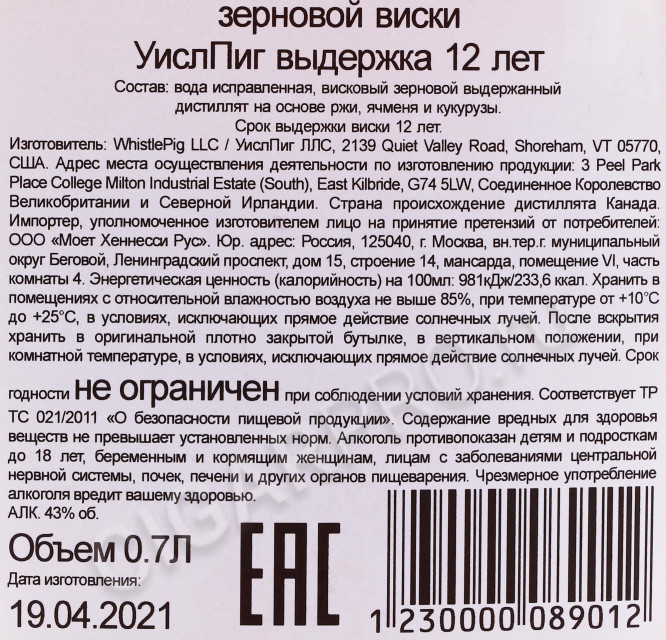 зерновой виски
УислПиг выдержка 12 лет
Состав: вода исправленная, висковый зерновой выдержанный
дистиллят на основе ржи, ячменя и кукурузы.
Срок выдержки виски 12 лет.
Изготовитель: WhistlePig LLC / УислПиг ЛЛС, 2139 Quiet Valley Road, Shoreham, VT 05770,
США. Адрес места осуществления деятельности по изготовлению продукции: 3 Peel Park
Place College Milton Industrial Estate (South), East Kilbride, G74 5LW, Соединенное Королевство
Великобритании и Северной Ирландии. Страна происхождение дистиллята Канада.
Импортер, уполномоченное изготовителем лицо на принятие претензий от потребителей:
ООО «Моет Хеннесси Рус». Юр. адрес: Россия, 125040, г. Москва, вн.тер.г. муниципальный
округ Беговой, Ленинградский проспект, дом 15, строение 14, мансарда, помещение VI, часть
комнаты 4. Энергетическая ценность (калорийность) на 100мл: 981кДж/233,6 ккал. Хранить в
помещениях с относительной влажностью воздуха не выше 85%, при температуре от +10°С
до +25°С, в условиях, исключающих прямое действие солнечных лучей. После вскрытия
хранить в оригинальной плотно закрытой бутылке, в вертикальном положении, при
комнатной температуре, в условиях, исключающих прямое действие солнечных лучей. Срок
годности не ограничен при соблюдении условий хранения. Соответствует ТР
ТС 021/2011 «О безопасности пищевой продукции». Содержание вредных для здоровья
веществ не превышает установленных норм. Алкоголь противопоказан детям и подросткам
до 18 лет, беременным и кормящим женщинам, лицам с заболеваниями центральной
нервной системы, почек, печени и других органов пищеварения. Чрезмерное употребление
алкоголя вредит вашему здоровью.
АЛК. 43% об.
Объем 0.7Л
Дата изготовления:
19.04.2021
EAC
1 230000 089012
CIGARPRO.RU